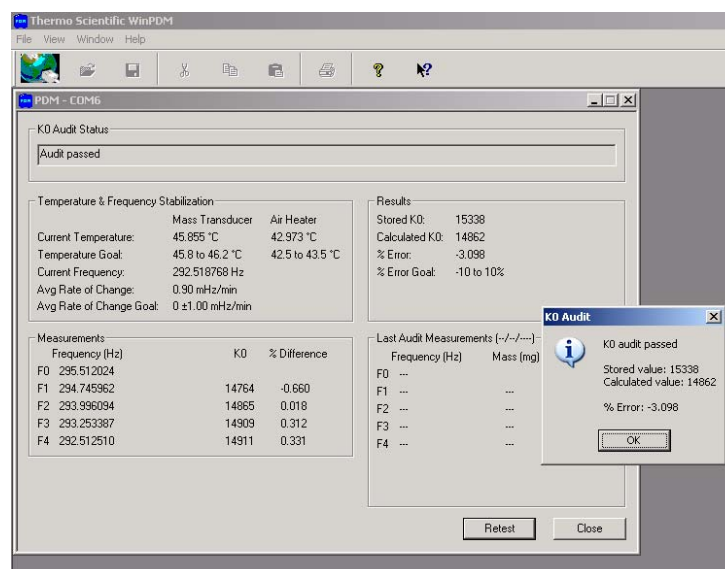 Thermo Scientific WinPDM
File View Window Help
PDM - COM6
K0 Audit Status
Audit passed
Temperature & Frequency Stabilization
Mass Transducer Air Heater
Current Temperature: 45.855 °C 42.973 °C
Temperature Goal: 45.8 to 46.2 °C 42.5 to 43.5 °C
Current Frequency: 292.518768 Hz
Avg Rate of Change: 0.90 mHz/min
Avg Rate of Change Goal: 0 ±1.00 mHz/min
Results
Stored K0: 15338
Calculated K0: 14862
% Error: -3.098
% Error Goal: -10 to 10%
Measurements
Frequency (Hz) K0 % Difference
F0 295.512024
F1 294.745962 14764 -0.660
F2 293.996094 14865 0.018
F3 293.253387 14909 0.312
F4 292.512510 14911 0.331
Last Audit Measurements (--/--/----)
Frequency (Hz) Mass (mg)
F0 ---
F1 --- ---
F2 --- ---
F3 --- ---
F4 --- ---
K0 Audit
K0 audit passed
Stored value: 15338
Calculated value: 14862
% Error: -3.098
OK
Retest Close